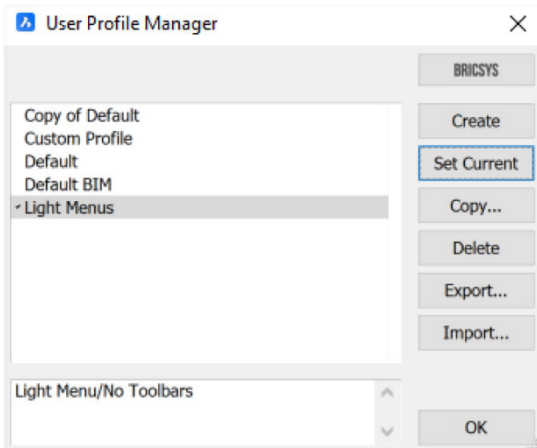 User Profile Manager
BRICSYS
Copy of Default
Custom Profile
Default
Default BIM
Light Menus
Create
Set Current
Copy...
Delete
Export...
Import...
Light Menu/No Toolbars
OK